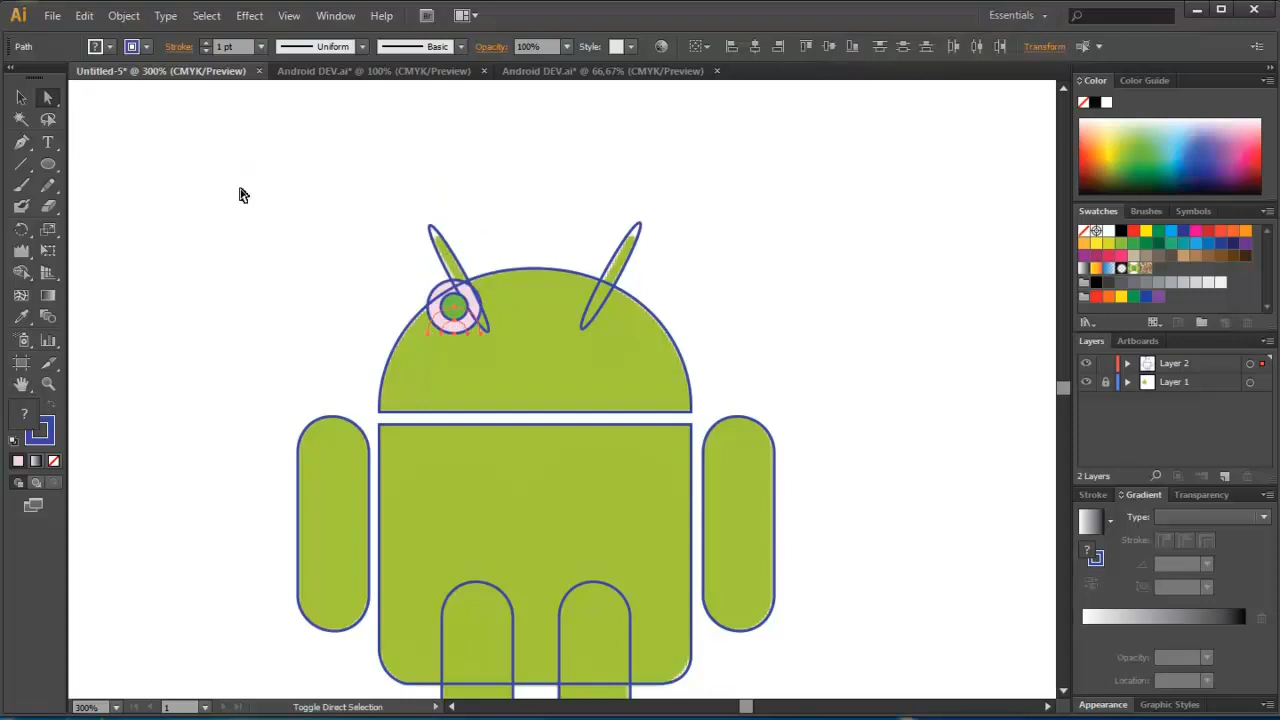 Ai File Edit Object Type Select Effect View Window Help Br Essentials
Path ? Stroke: 1 pt Uniform Basic Opacity: 100% Style: Transform
Untitled-5* @ 300% (CMYK/Preview) × Android DEV.ai* @ 100% (CMYK/Preview) × Android DEV.ai* @ 66,67% (CMYK/Preview) ×
Color Color Guide
Swatches Brushes Symbols
Layers Artboards
Layer 2
Layer 1
?
2 Layers
Stroke Gradient Transparency
Type:
Stroke:
?
Opacity:
Location:
300% 1 Toggle Direct Selection
Appearance Graphic Styles